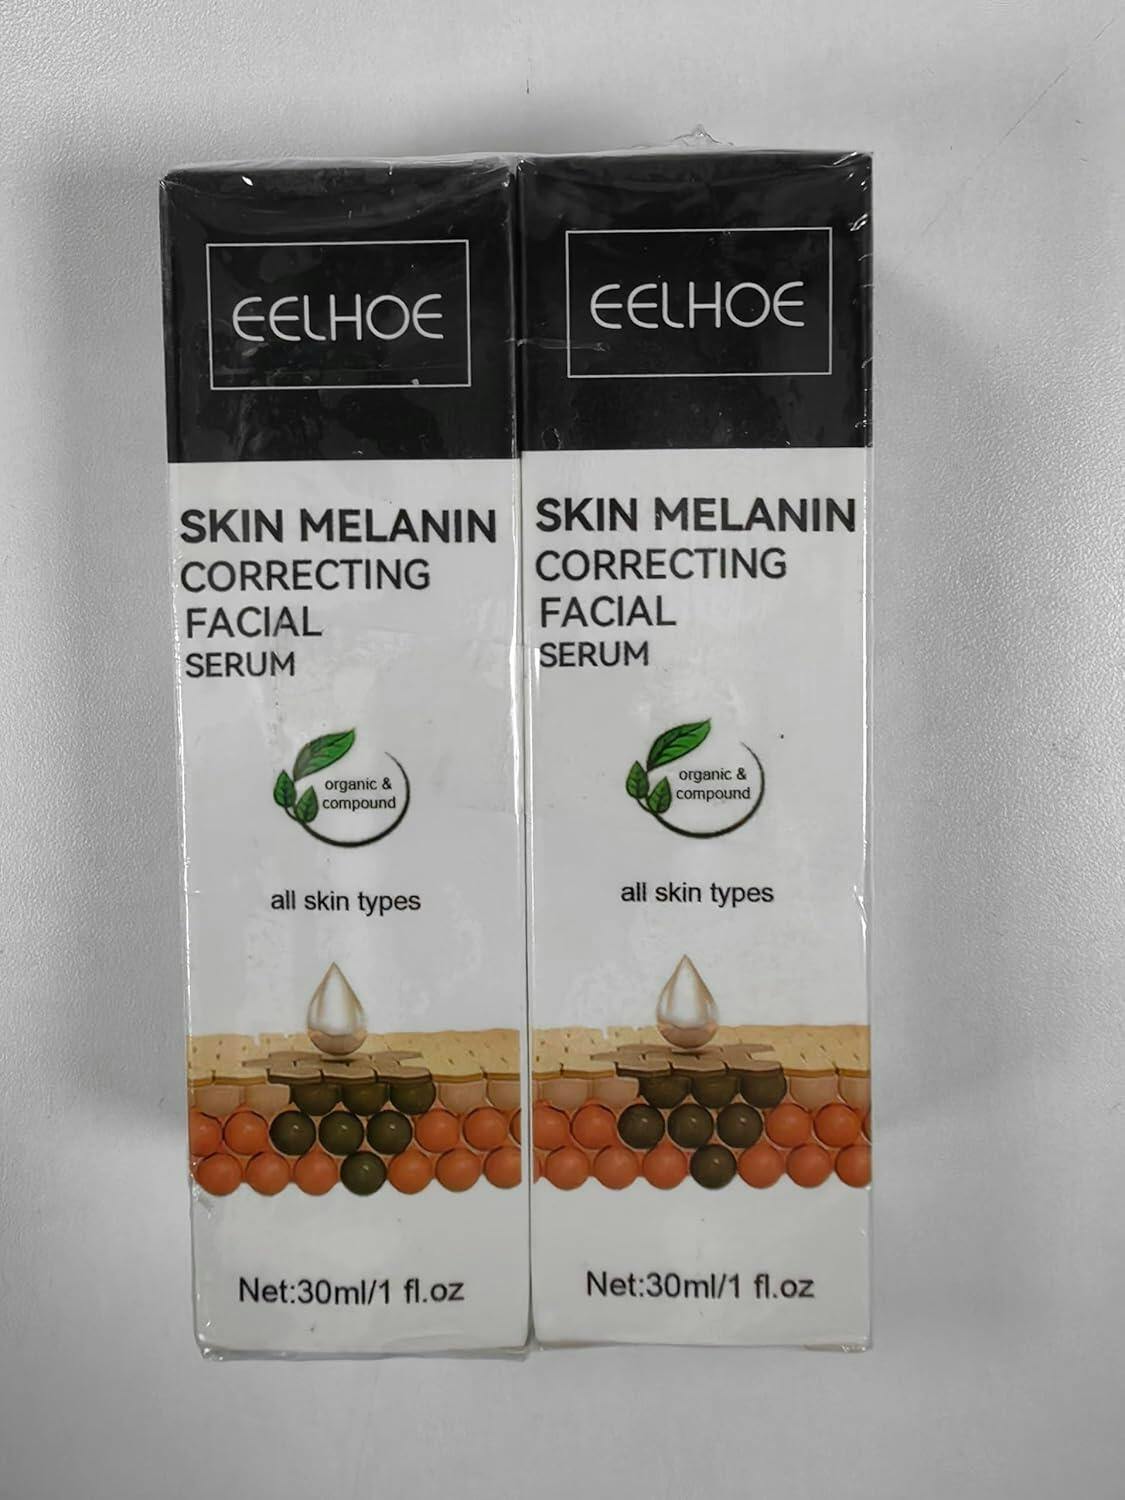 EELHOE
SKIN MELANIN
CORRECTING
FACIAL
SERUM
organic &
compound
all skin types
Net:30ml/1 fl.oz
EELHOE
SKIN MELANIN
CORRECTING
FACIAL
SERUM
organic &
compound
all skin types
Net:30ml/1 fl.oz